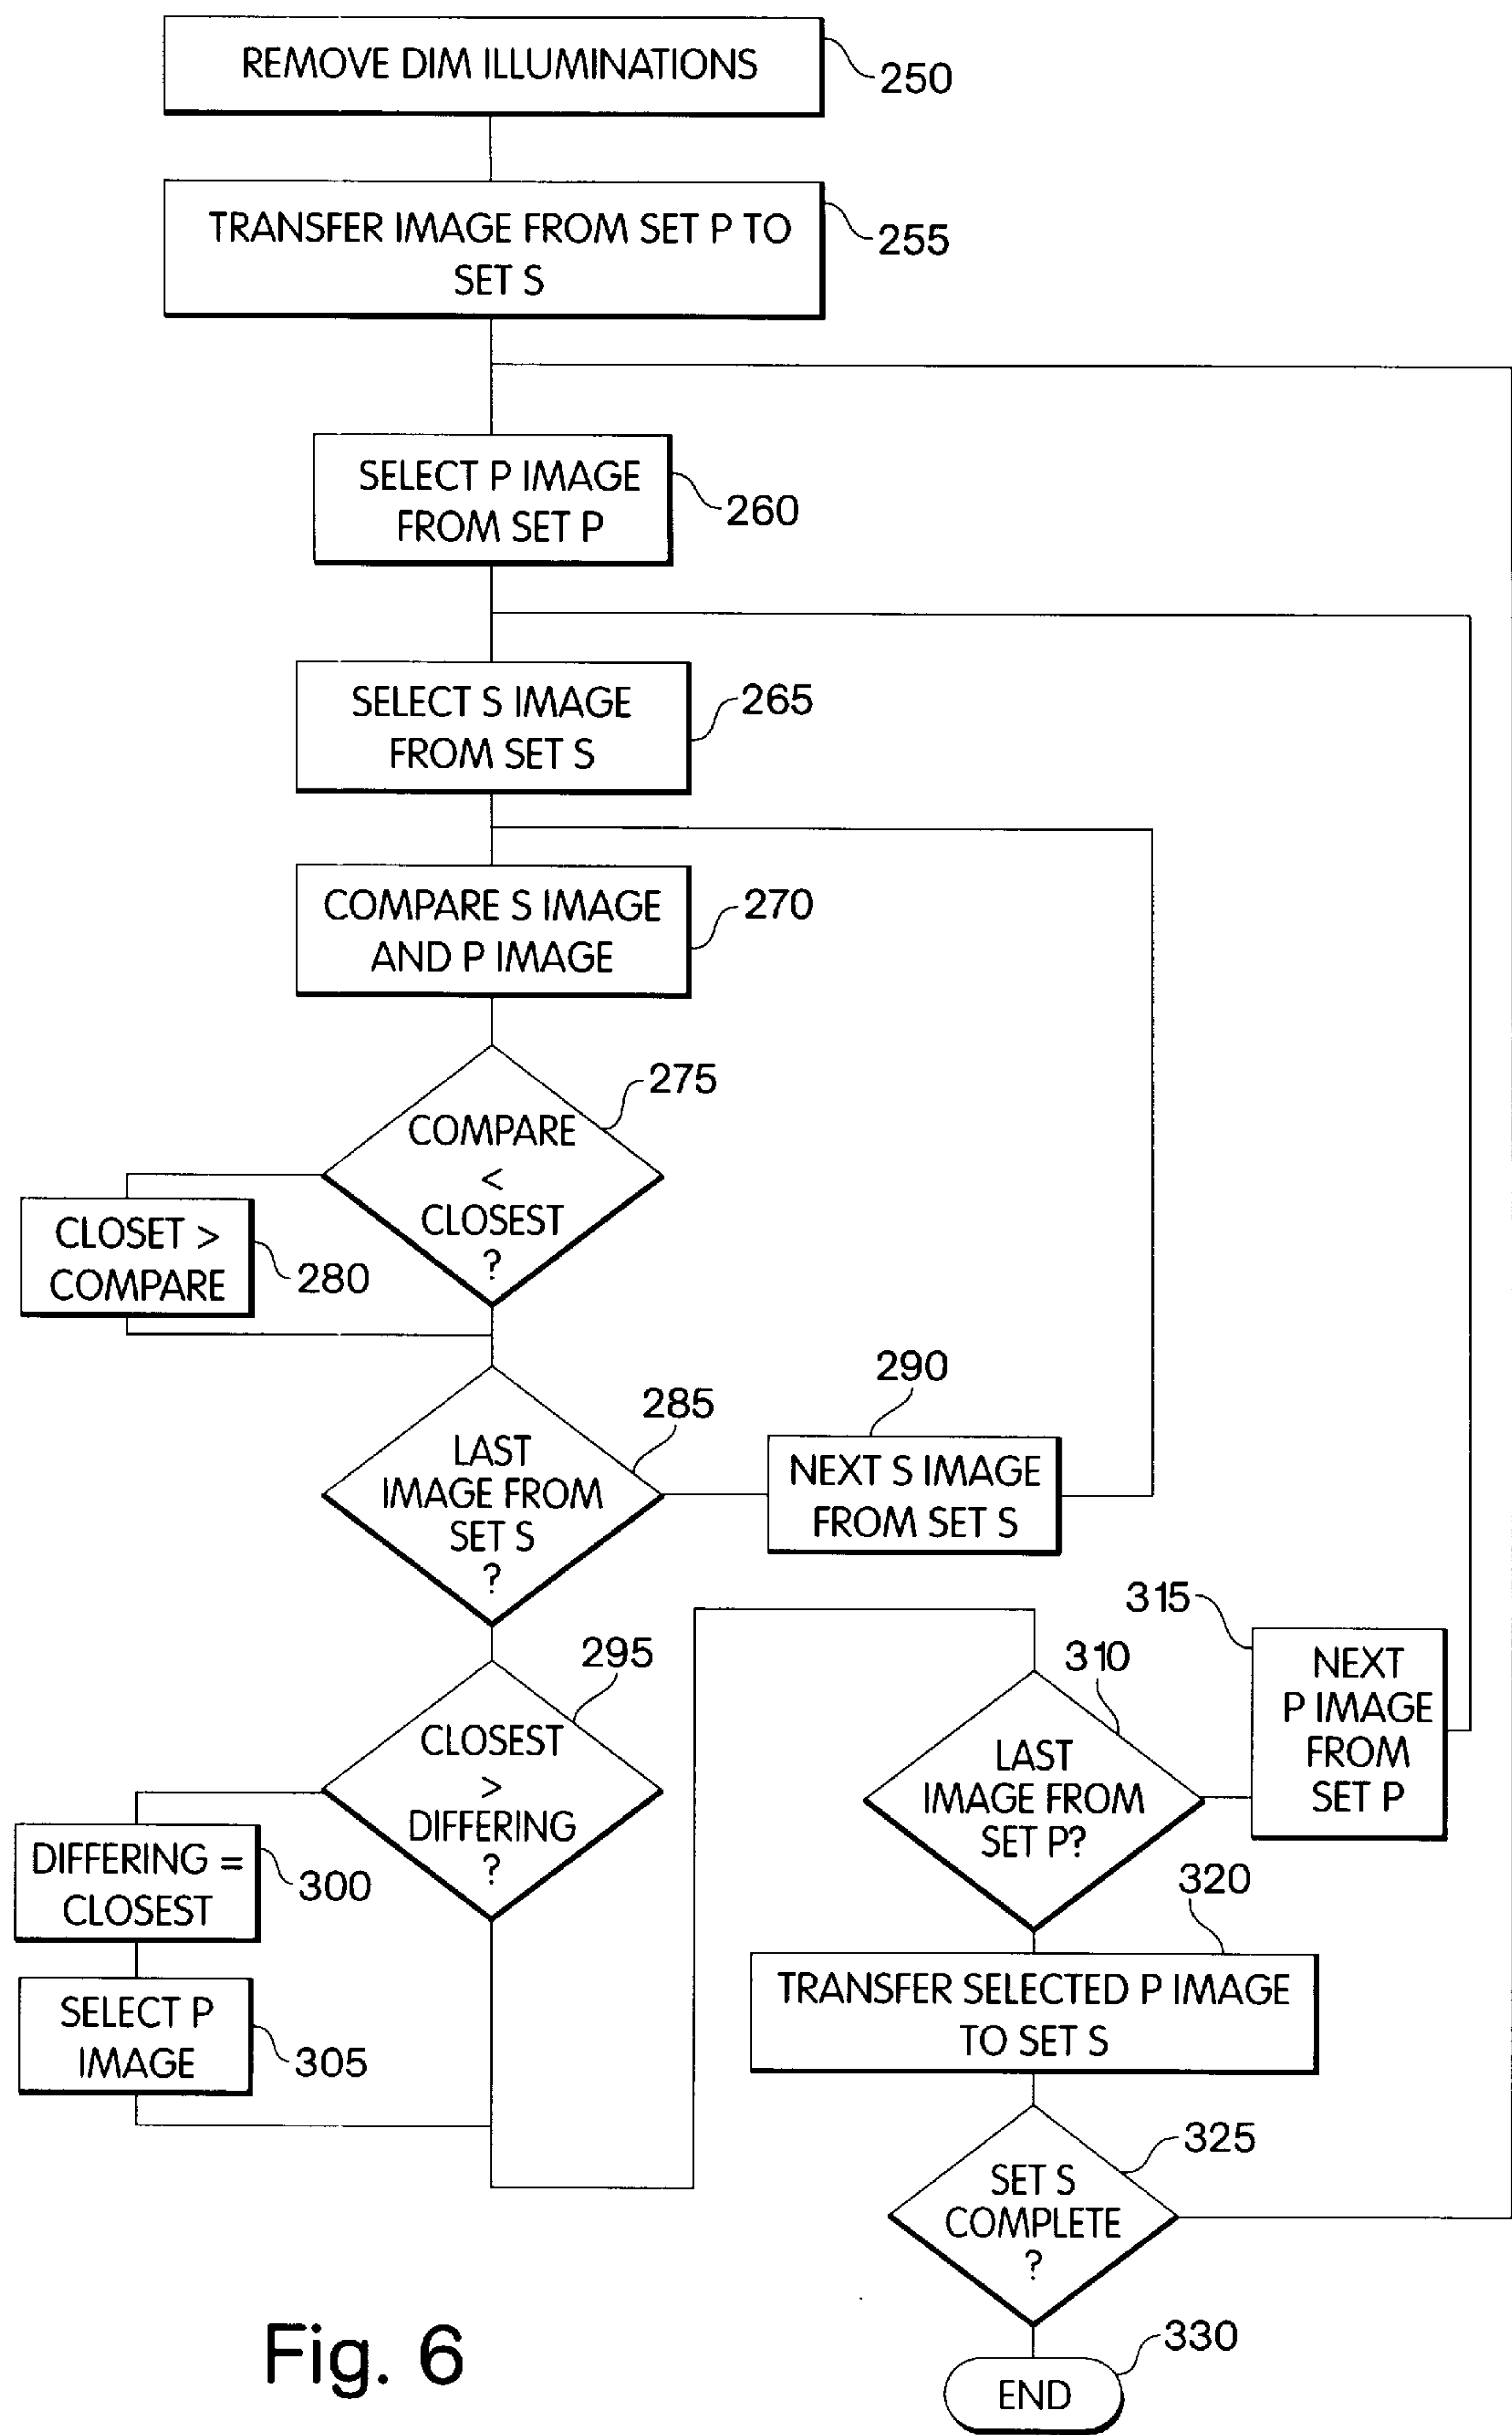 REMOVE DIM ILLUMINATIONS
250
TRANSFER IMAGE FROM SET P TO
SET S
255
SELECT P IMAGE
FROM SET P
260
SELECT S IMAGE
FROM SET S
265
COMPARE S IMAGE
AND P IMAGE
270
COMPARE
<
CLOSEST
?
275
CLOSET >
COMPARE
280
LAST
IMAGE FROM
SET S
?
285
NEXT S IMAGE
FROM SET S
290
CLOSEST
>
DIFFERING
?
295
DIFFERING =
CLOSEST
300
SELECT P
IMAGE
305
LAST
IMAGE FROM
SET P?
310
NEXT
P IMAGE
FROM
SET P
315
TRANSFER SELECTED P IMAGE
TO SET S
320
SET S
COMPLETE
?
325
END
330
Fig. 6